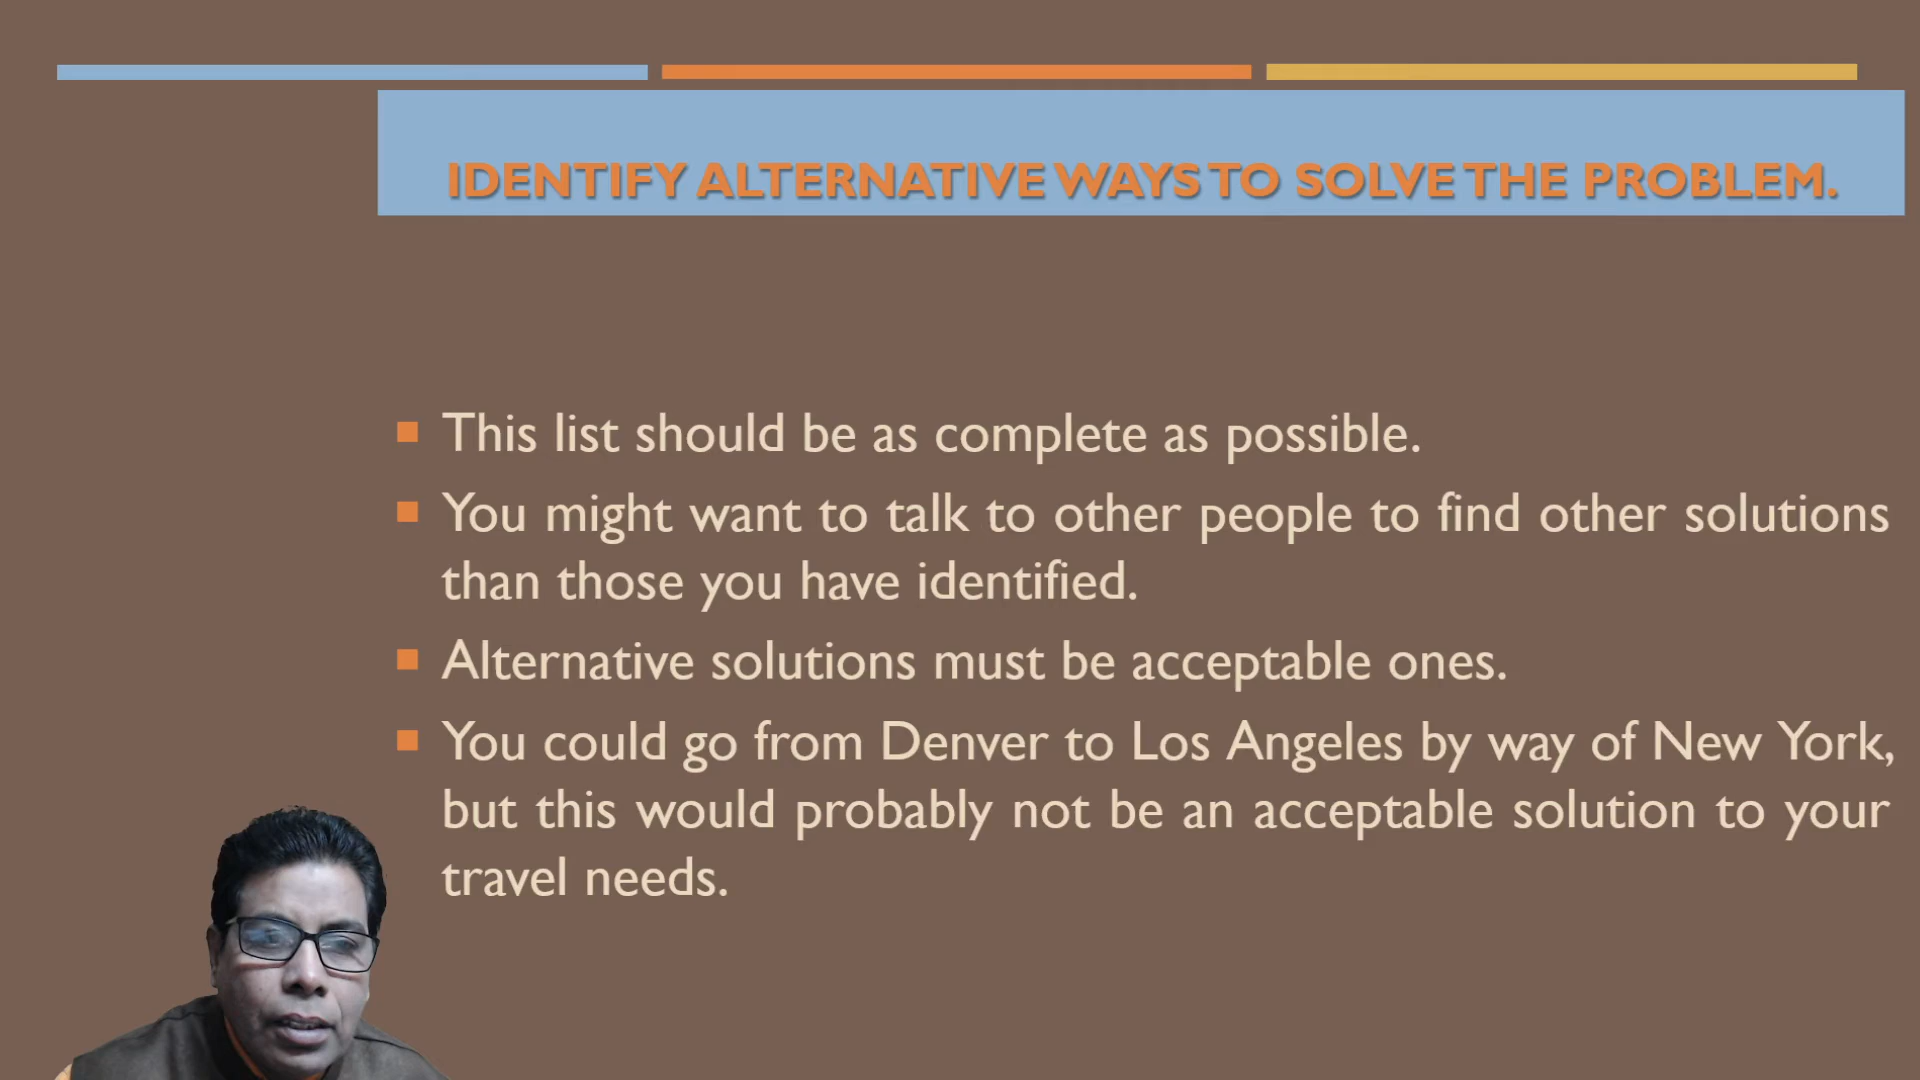 IDENTIFY ALTERNATIVE WAYS TO SOLVE THE PROBLEM.
This list should be as complete as possible.
You might want to talk to other people to find other solutions
than those you have identified.
Alternative solutions must be acceptable ones.
You could go from Denver to Los Angeles by way of New York,
but this would probably not be an acceptable solution to your
travel needs.